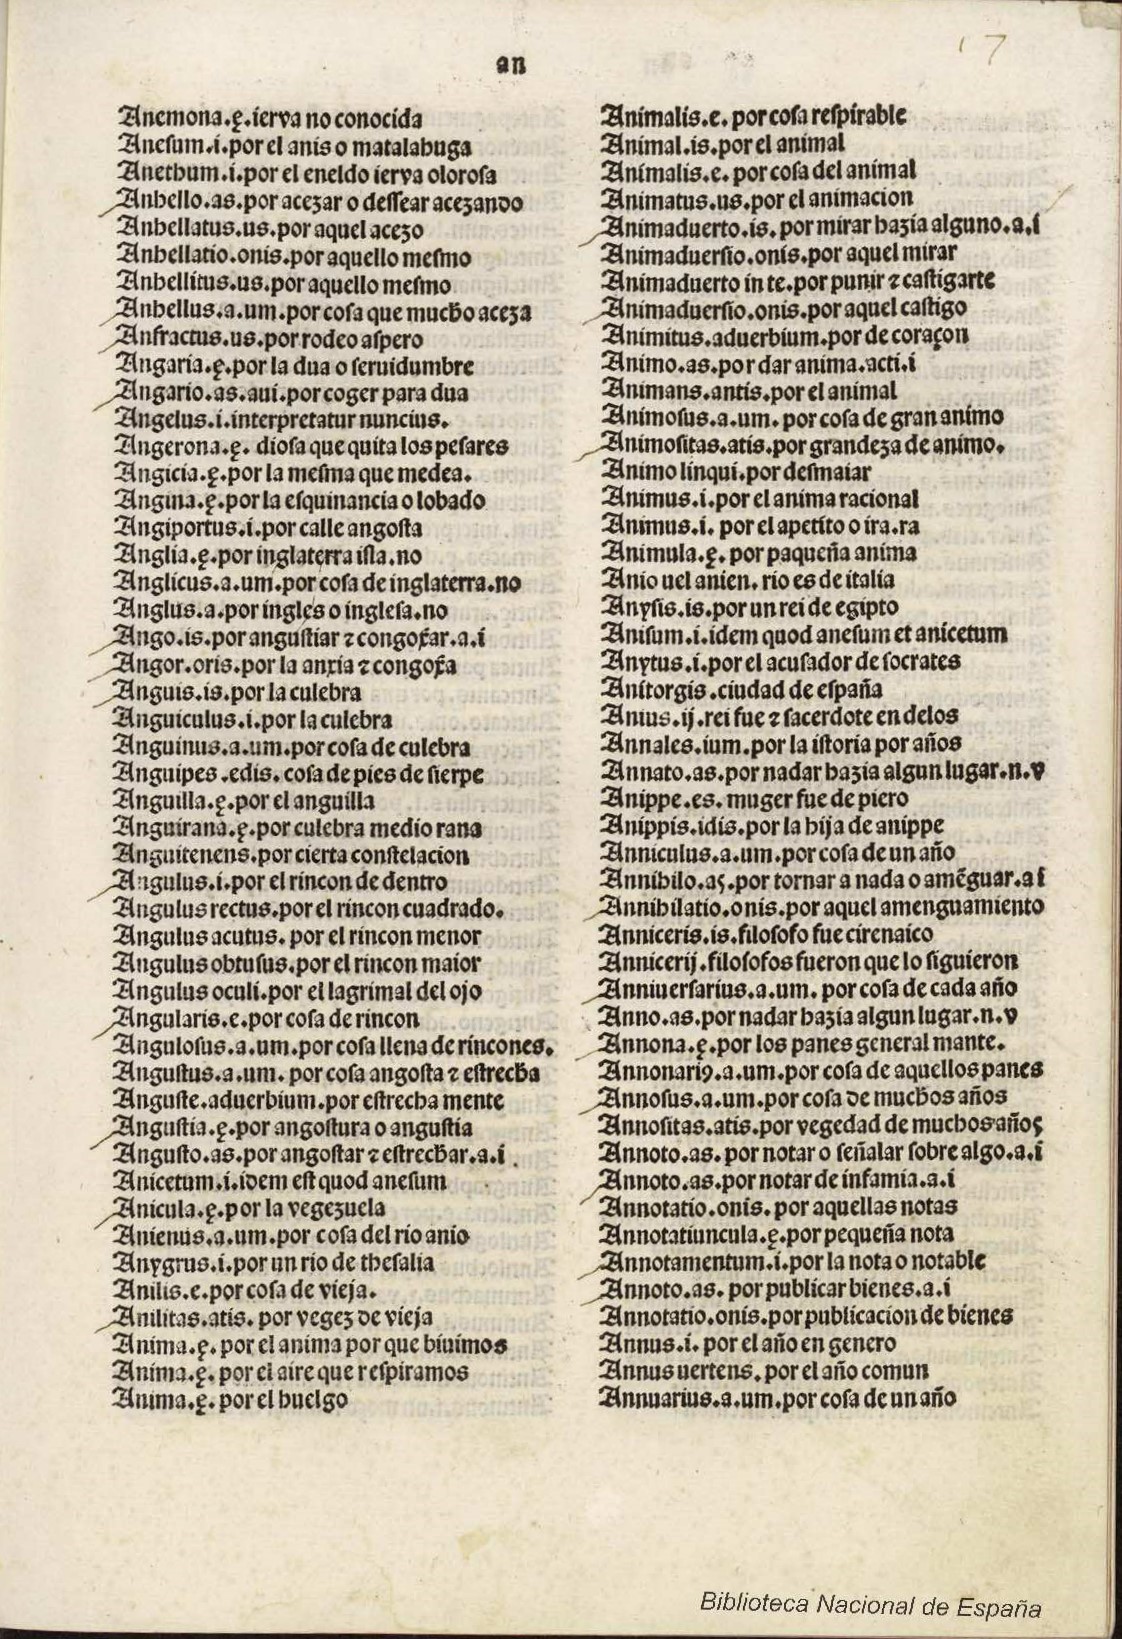 an
17
Anemona.ę.ierva no conocida
Anesum.i.por el anis o matalahuga
Anethum.i.por el eneldo ierva olorosa
Anhello.as.por acezar o dessear acezando
Anhellatus.us.por aquel acezo
Anhellatio.onis.por aquello mesmo
Anhellitus.us.por aquello mesmo
Anhellus.a.um.por cosa que mucho aceza
Anfractus.us.por rodeo aspero
Angaria.ę.por la dua o seruidumbre
Angario.as.aui.por coger para dua
Angelus.i.interpretatur nuncius.
Angerona.ę. diosa que quita los pesares
Angicia.ę.por la mesma que medea.
Angina.ę.por la esquinancia o lobado
Angiportus.i.por calle angosta
Anglia.ę.por inglaterra isla.no
Anglicus.a.um.por cosa de inglaterra.no
Anglus.a.por ingles o inglesa.no
Ango.is.por angustiar ⁊ congoxar.a.i
Angor.oris.por la anxia ⁊ congoxa
Anguis.is.por la culebra
Anguiculus.i.por la culebra
Anguinus.a.um.por cosa de culebra
Anguipes.edis. cosa de pies de sierpe
Anguilla.ę.por el anguilla
Anguirana.ę.por culebra medio rana
Anguitenens.por cierta constelacion
Angulus.i.por el rincon de dentro
Angulus rectus.por el rincon cuadrado.
Angulus acutus. por el rincon menor
Angulus obtusus.por el rincon maior
Angulus oculi.por el lagrimal del ojo
Angularis.e.por cosa de rincon
Angulosus.a.um.por cosa llena de rincones.
Angustus.a.um. por cosa angosta ⁊ estrecha
Anguste.aduerbium.por estrecha mente
Angustia.ę.por angostura o angustia
Angusto.as.por angostar ⁊ estrechar.a.i.
Anicetum.i.idem est quod anesum
Anicula.ę.por la vegezuela
Anienus.a.um.por cosa del rio anio
Anygrus.i.por un rio de thesalia
Anilis.e.por cosa de vieja.
Anilitas.atis. por vegez de vieja
Anima.ę. por el anima por que biuimos
Anima.ę. por el aire que respiramos
Anima.ę. por el huelgo
Animalis.e. por cosa respirable
Animal.is.por el animal
Animalis.e. por cosa del animal
Animatus.us.por el animacion
Animaduerto.is. por mirar hazia alguno.a.i
Animaduersio.onis.por aquel mirar
Animaduerto in te.por punir ⁊ castigarte
Animaduersio.onis.por aquel castigo
Animitus.aduerbium.por de coraçon
Animo.as.por dar anima.acti.i
Animans.antis.por el animal
Animosus.a.um. por cosa de gran animo
Animositas.atis.por grandeza de animo.
Animo linqui.por desmaiar
Animus.i.por el anima racional
Animus.i. por el apetito o ira.ra
Animula.ę. por paqueña anima
Anio uel anien. rio es de italia
Anysis.is.por un rei de egipto
Anisum.i.idem quod anesum et anicetum
Anytus.i.por el acusador de socrates
Anitorgis.ciudad de españa
Anius.ij.rei fue ⁊ sacerdote en delos
Annales.ium.por la istoria por años
Annato.as.por nadar hazia algun lugar.n.v
Anippe.es. muger fue de piero
Anippis.idis.por la hija de anippe
Anniculus.a.um.por cosa de un año
Annihilo.as.por tornar a nada o amẽguar.a i
Annihilatio.onis.por aquel amenguamiento
Anniceris.is.filosofo fue cirenaico
Annicerij.filosofos fueron que lo siguieron
Anniuersarius.a.um. por cosa de cada año
Anno.as.por nadar hazia algun lugar.n.v
Annona.ę.por los panes general mante.
Annonariꝯ.a.um.por cosa de aquellos panes
Annosus.a.um.por cosa de muchos años
Annositas.atis.por vegedad de muchos años
Annoto.as. por notar o señalar sobre algo.a.i
Annoto.as.por notar de infamia.a.i
Annotatio.onis. por aquellas notas
Annotatiuncula.ę.por pequeña nota
Annotamentum.i.por la nota o notable
Annoto.as. por publicar bienes.a.i
Annotatio.onis.por publicacion de bienes
Annus.i. por el año en genero
Annus uertens.por el año comun
Annuarius.a.um.por cosa de un año
Biblioteca Nacional de España